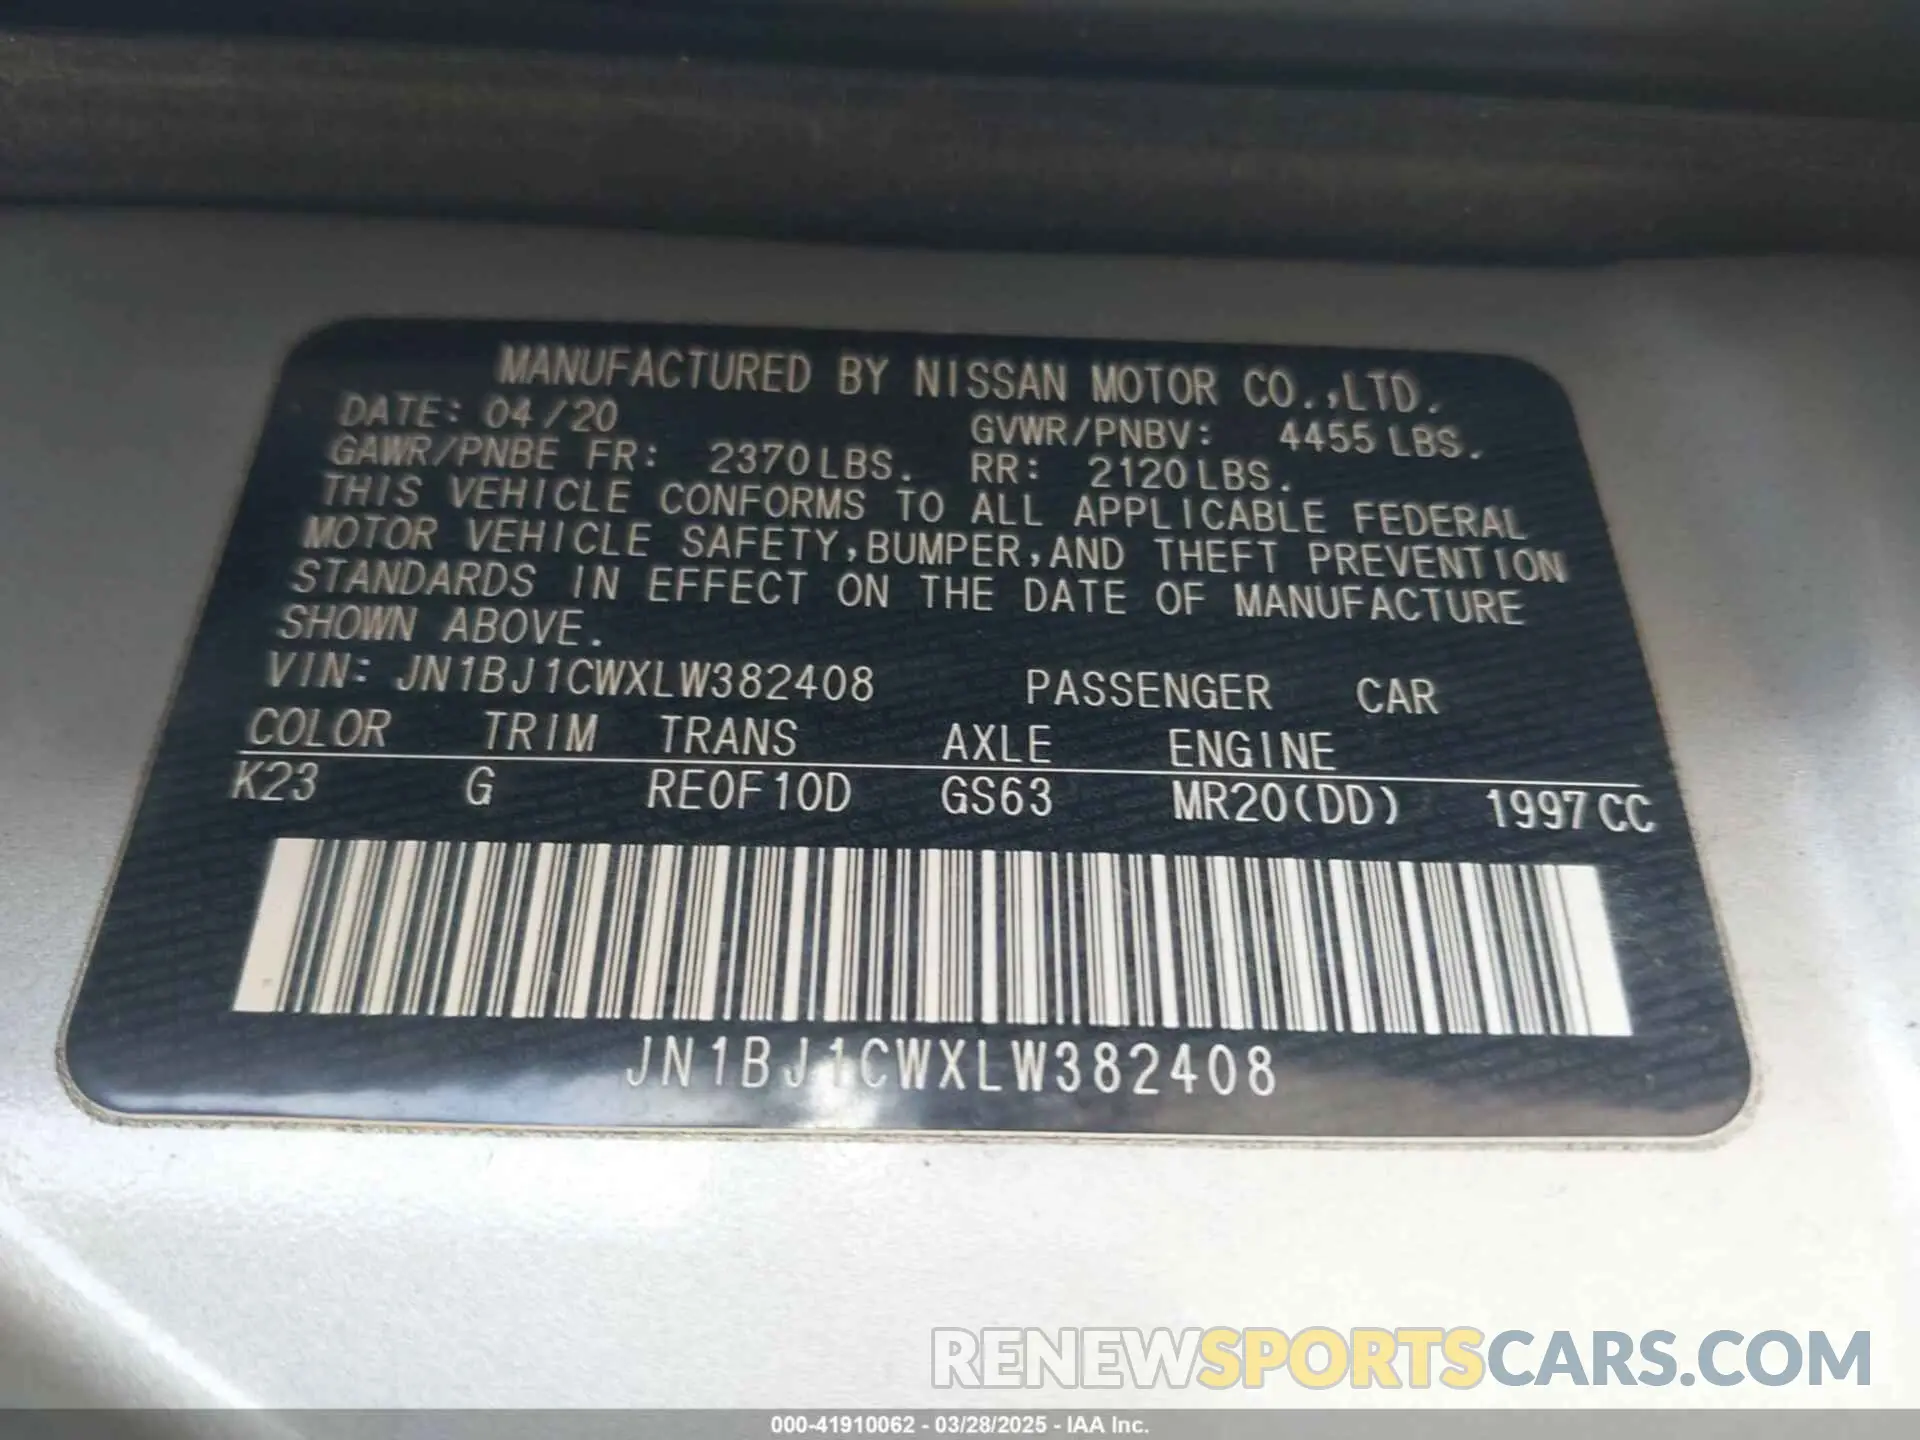 MANUFACTURED BY NISSAN MOTOR CO.,LTD.
DATE: 04/20 GVWR/PNBV: 4455 LBS.
GAWR/PNBE FR: 2370LBS. RR: 2120LBS.
THIS VEHICLE CONFORMS TO ALL APPLICABLE FEDERAL
MOTOR VEHICLE SAFETY,BUMPER,AND THEFT PREVENTION
STANDARDS IN EFFECT ON THE DATE OF MANUFACTURE
SHOWN ABOVE.
VIN: JN1BJ1CWXLW382408 PASSENGER CAR
COLOR TRIM TRANS AXLE ENGINE
K23 G RE0F10D GS63 MR20(DD) 1997CC
JN1BJ1CWXLW382408
RENEWSPORTSCARS.COM
000-41910062 - 03/28/2025 - IAA Inc.